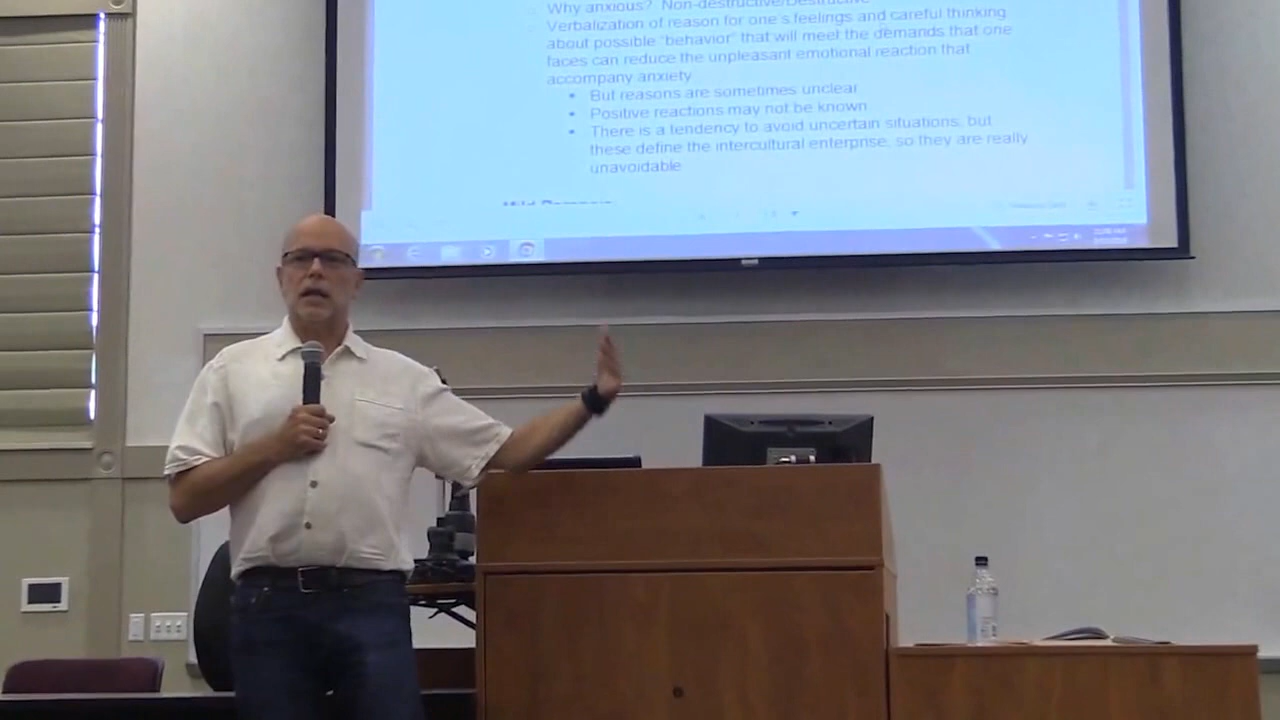 Why anxious? Non-destructive/Destructive
Verbalization of reason for one's feelings and careful thinking
about possible "behavior" that will meet the demands that one
faces can reduce the unpleasant emotional reaction that
accompany anxiety
• But reasons are sometimes unclear
• Positive reactions may not be known
• There is a tendency to avoid uncertain situations, but
these define the intercultural enterprise, so they are really
unavoidable